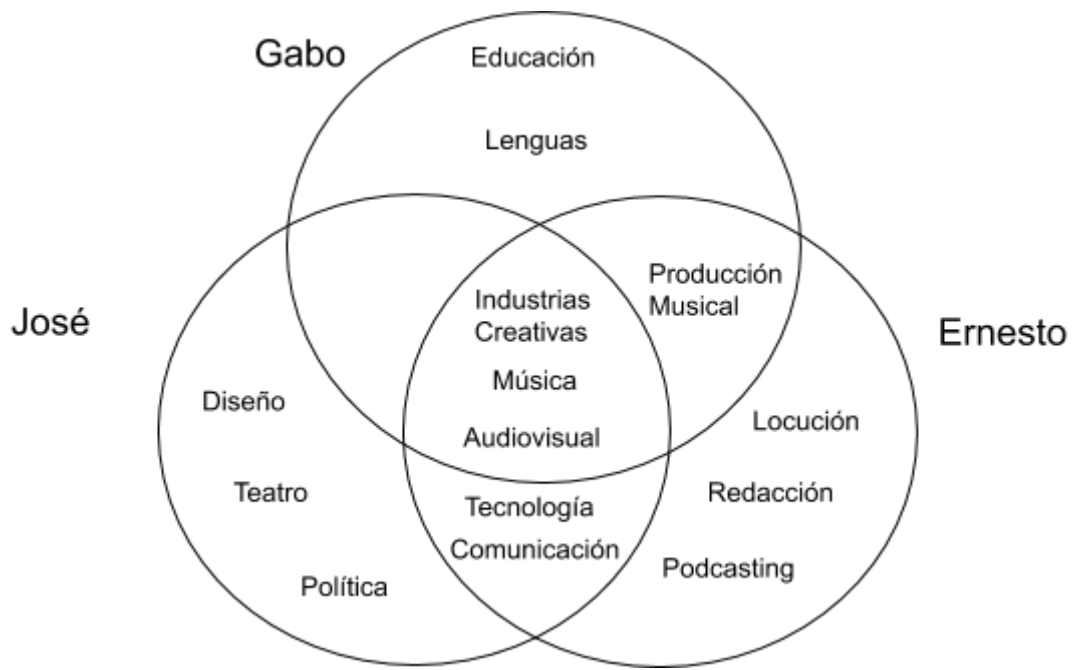 Gabo
Educación
Lenguas
José
Ernesto
Producción
Musical
Industrias
Creativas
Música
Audiovisual
Diseño
Teatro
Política
Tecnología
Comunicación
Locución
Redacción
Podcasting